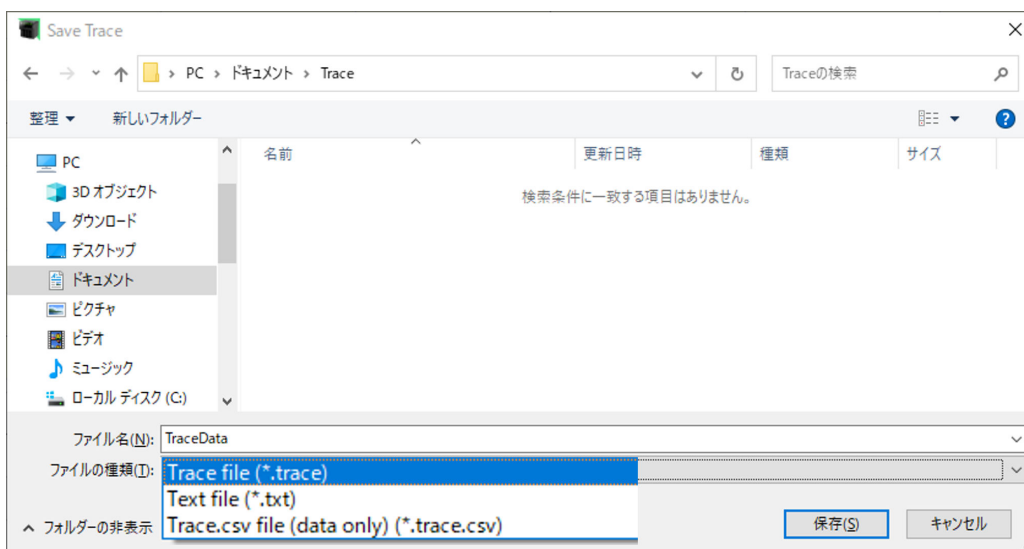 Save Trace
PC › ドキュメント › Trace
Traceの検索
整理 新しいフォルダー
?
名前 更新日時 種類 サイズ
検索条件に一致する項目はありません。
PC
3D オブジェクト
ダウンロード
デスクトップ
ドキュメント
ピクチャ
ビデオ
ミュージック
ローカル ディスク (C:)
ファイル名(N): TraceData
ファイルの種類(T): Trace file (*.trace)
Text file (*.txt)
Trace.csv file (data only) (*.trace.csv)
フォルダーの非表示 保存(S) キャンセル